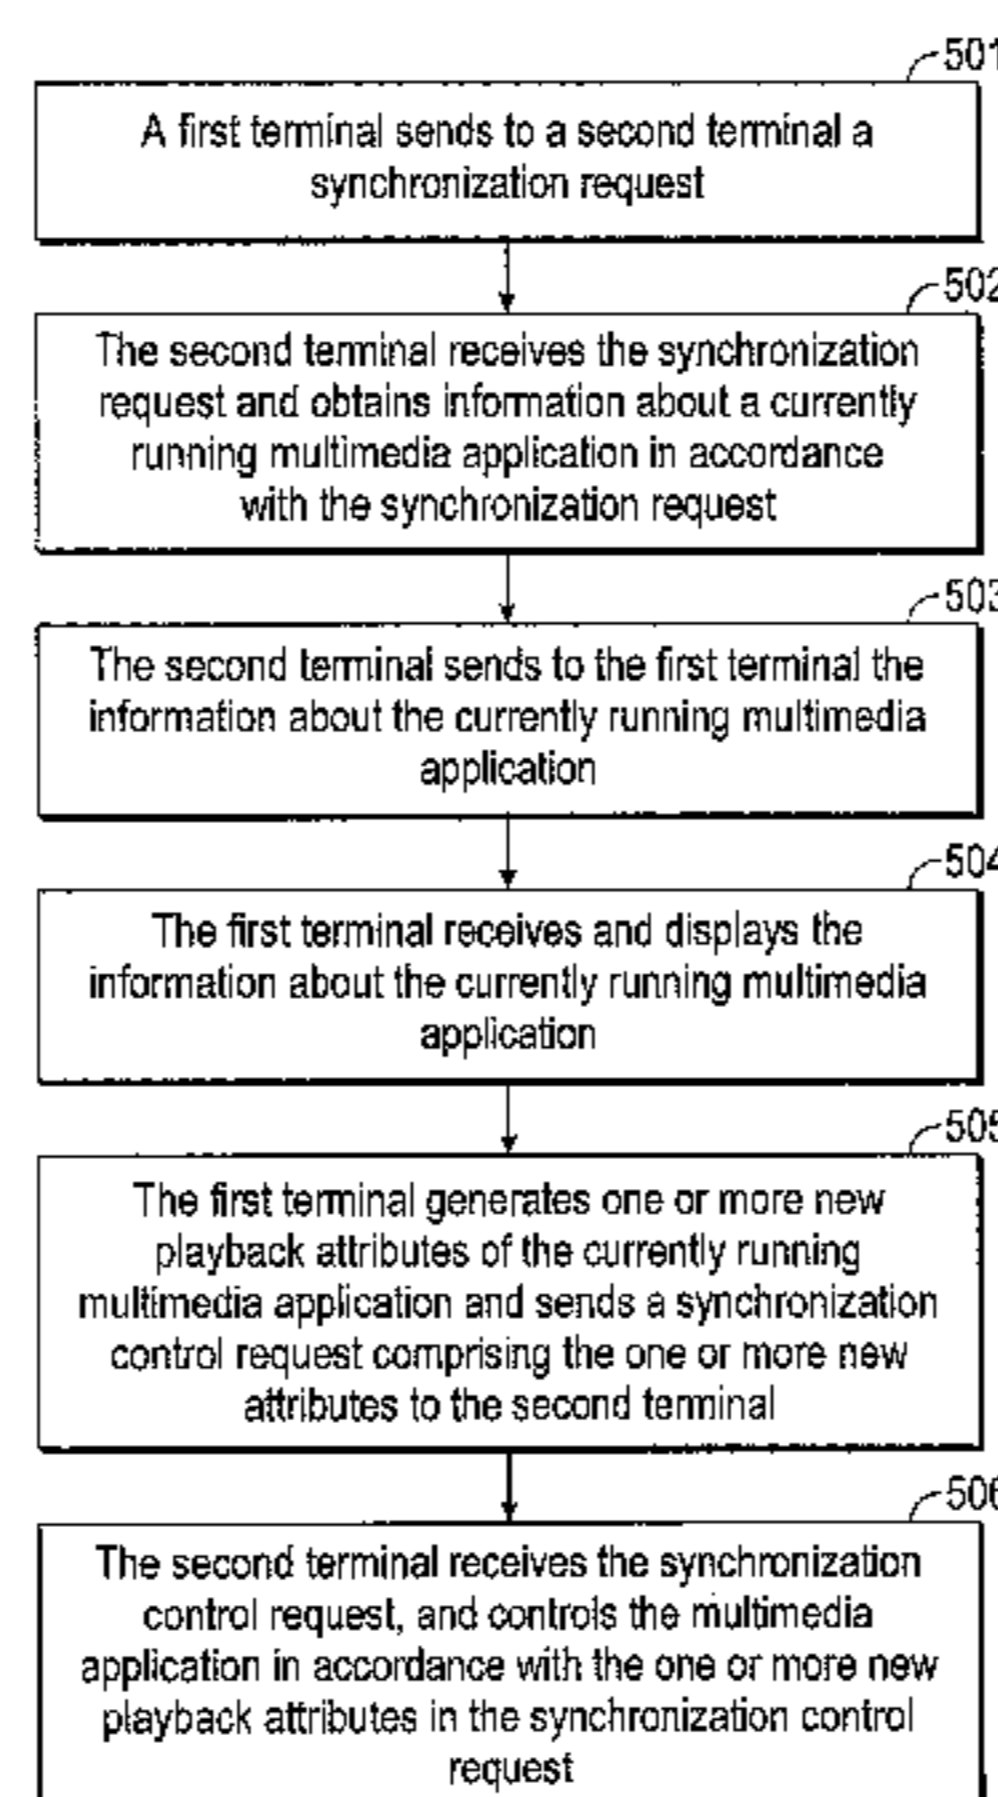 501
A first terminal sends to a second terminal a
synchronization request
502
The second terminal receives the synchronization
request and obtains information about a currently
running multimedia application in accordance
with the synchronization request
503
The second terminal sends to the first terminal the
information about the currently running multimedia
application
504
The first terminal receives and displays the
information about the currently running multimedia
application
505
The first terminal generates one or more new
playback attributes of the currently running
multimedia application and sends a synchronization
control request comprising the one or more new
attributes to the second terminal
506
The second terminal receives the synchronization
control request, and controls the multimedia
application in accordance with the one or more new
playback attributes in the synchronization control
request